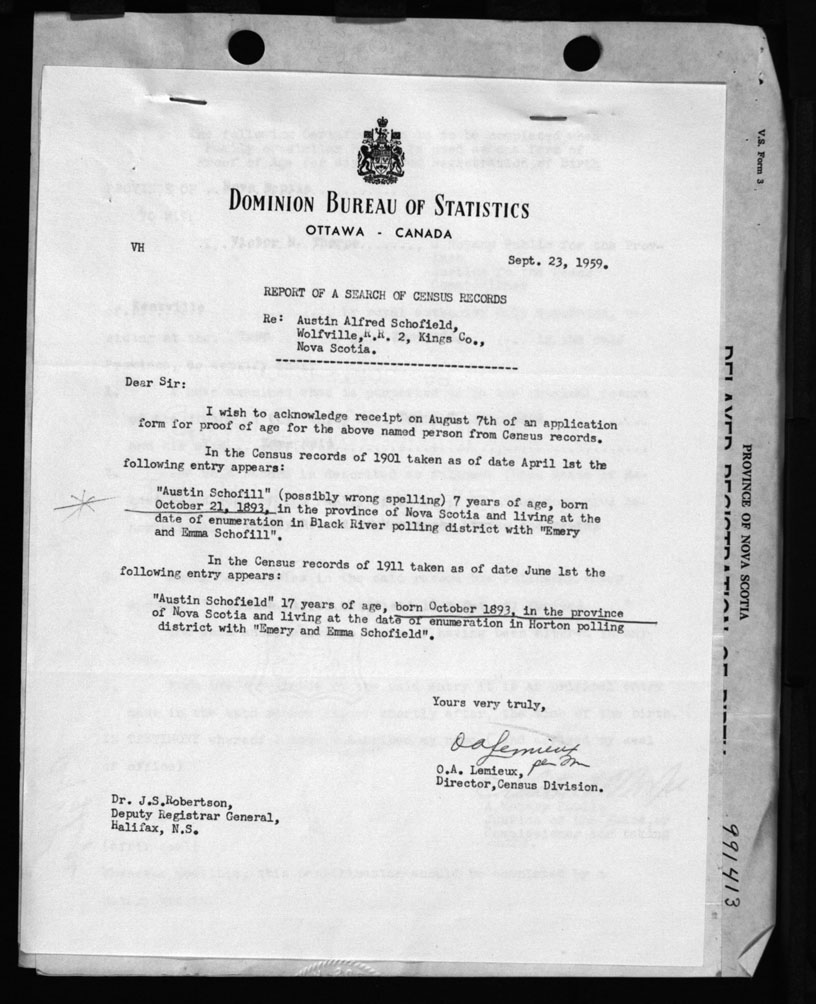 DOMINION BUREAU OF STATISTICS
OTTAWA - CANADA
VH
Sept. 23, 1959.
REPORT OF A SEARCH OF CENSUS RECORDS
Re: Austin Alfred Schofield,
Wolfville,R.R. 2, Kings Co.,
Nova Scotia.
Dear Sir:
I wish to acknowledge receipt on August 7th of an application
form for proof of age for the above named person from Census records.
In the Census records of 1901 taken as of date April 1st the
following entry appears:
"Austin Schofill" (possibly wrong spelling) 7 years of age, born
October 21, 1893, in the province of Nova Scotia and living at the
date of enumeration in Black River polling district with "Emery
and Emma Schofill".
In the Census records of 1911 taken as of date June 1st the
following entry appears:
"Austin Schofield" 17 years of age, born October 1893, in the province
of Nova Scotia and living at the date of enumeration in Horton polling
district with "Emery and Emma Schofield".
Yours very truly,
O A Lemieux
per
O.A. Lemieux,
Director,Census Division.
Dr. J.S.Robertson,
Deputy Registrar General,
Halifax, N.S.
V.S. Form 3
PROVINCE OF NOVA SCOTIA
DELAYED REGISTRATION OF BIRTH
991413